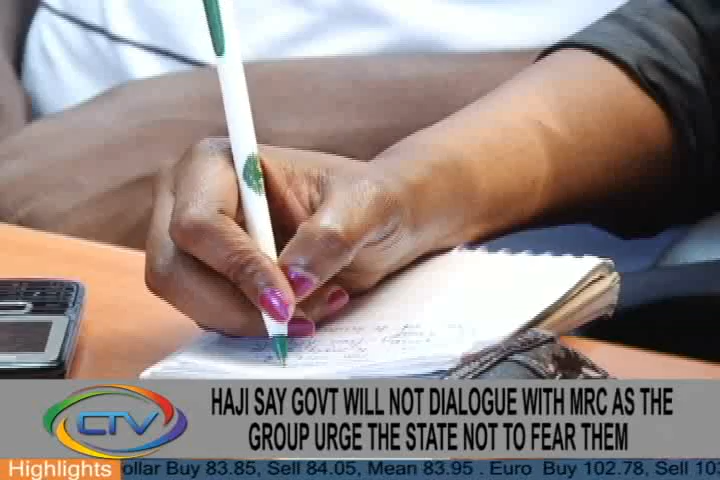 CTV
HAJI SAY GOVT WILL NOT DIALOGUE WITH MRC AS THE
GROUP URGE THE STATE NOT TO FEAR THEM
Highlights
ollar Buy 83.85, Sell 84.05, Mean 83.95 . Euro Buy 102.78, Sell 103